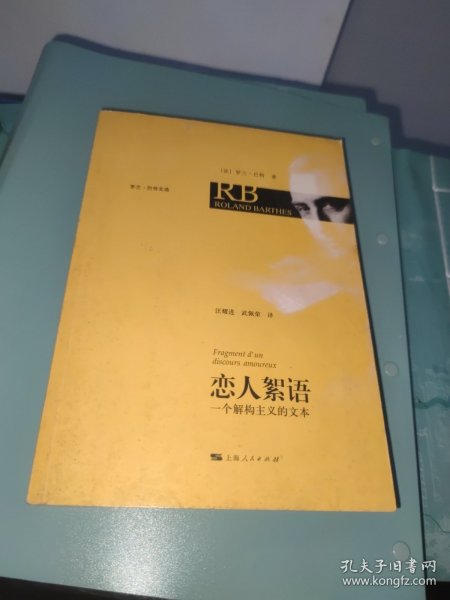 [法] 罗兰·巴特 著
罗兰·巴特文集
RB
ROLAND BARTHES
汪耀进 武佩荣 译
Fragment d'un
discours amoureux
恋人絮语
一个解构主义的文本
上海人民出版社
孔夫子旧书网
www.kongfz.com